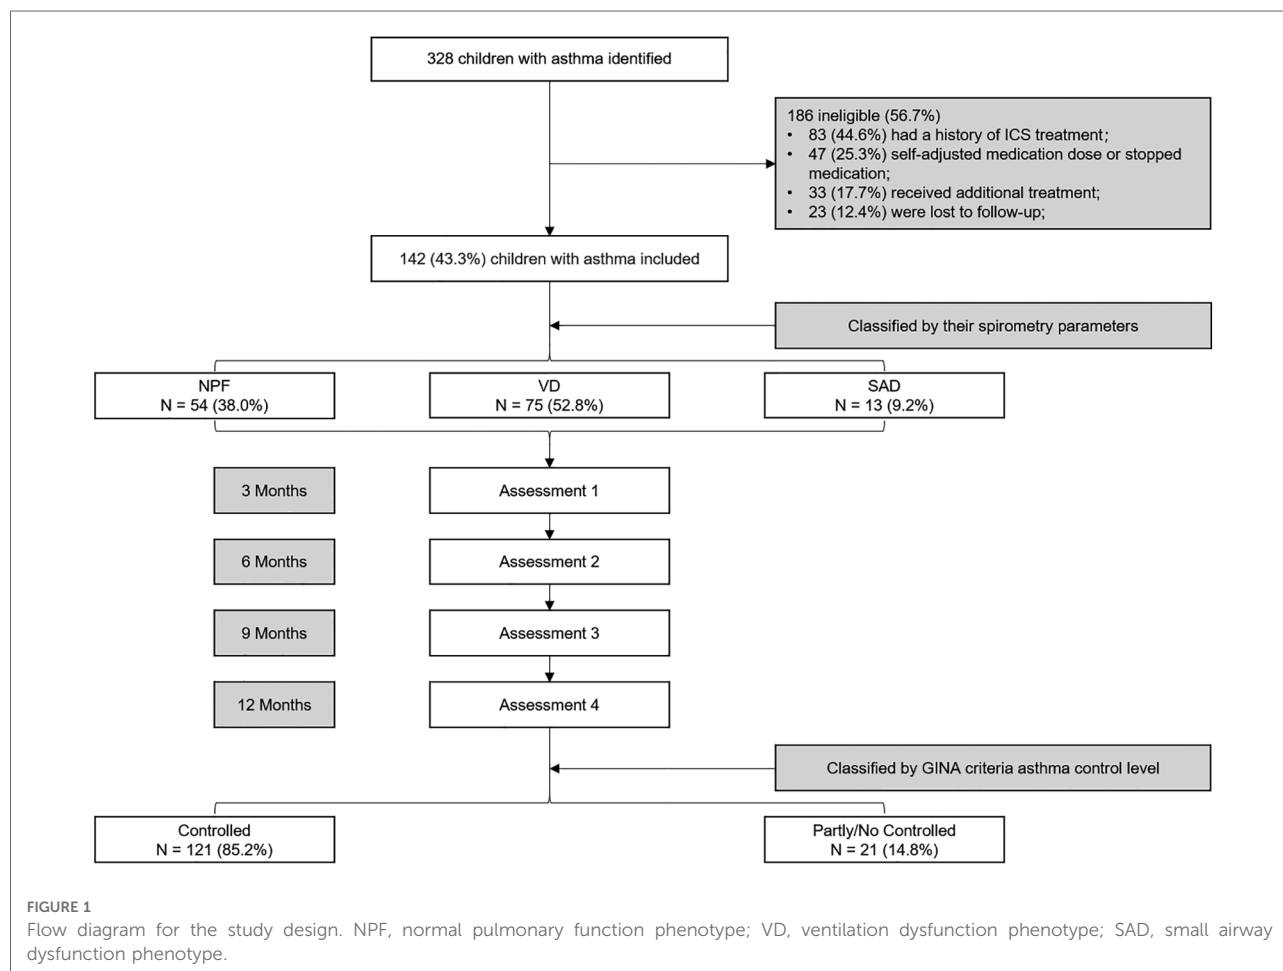 328 children with asthma identified
186 ineligible (56.7%)
• 83 (44.6%) had a history of ICS treatment;
• 47 (25.3%) self-adjusted medication dose or stopped
medication;
• 33 (17.7%) received additional treatment;
• 23 (12.4%) were lost to follow-up;
142 (43.3%) children with asthma included
Classified by their spirometry parameters
NPF
N = 54 (38.0%)
VD
N = 75 (52.8%)
SAD
N = 13 (9.2%)
3 Months
Assessment 1
6 Months
Assessment 2
9 Months
Assessment 3
12 Months
Assessment 4
Classified by GINA criteria asthma control level
Controlled
N = 121 (85.2%)
Partly/No Controlled
N = 21 (14.8%)
FIGURE 1
Flow diagram for the study design. NPF, normal pulmonary function phenotype; VD, ventilation dysfunction phenotype; SAD, small airway
dysfunction phenotype.